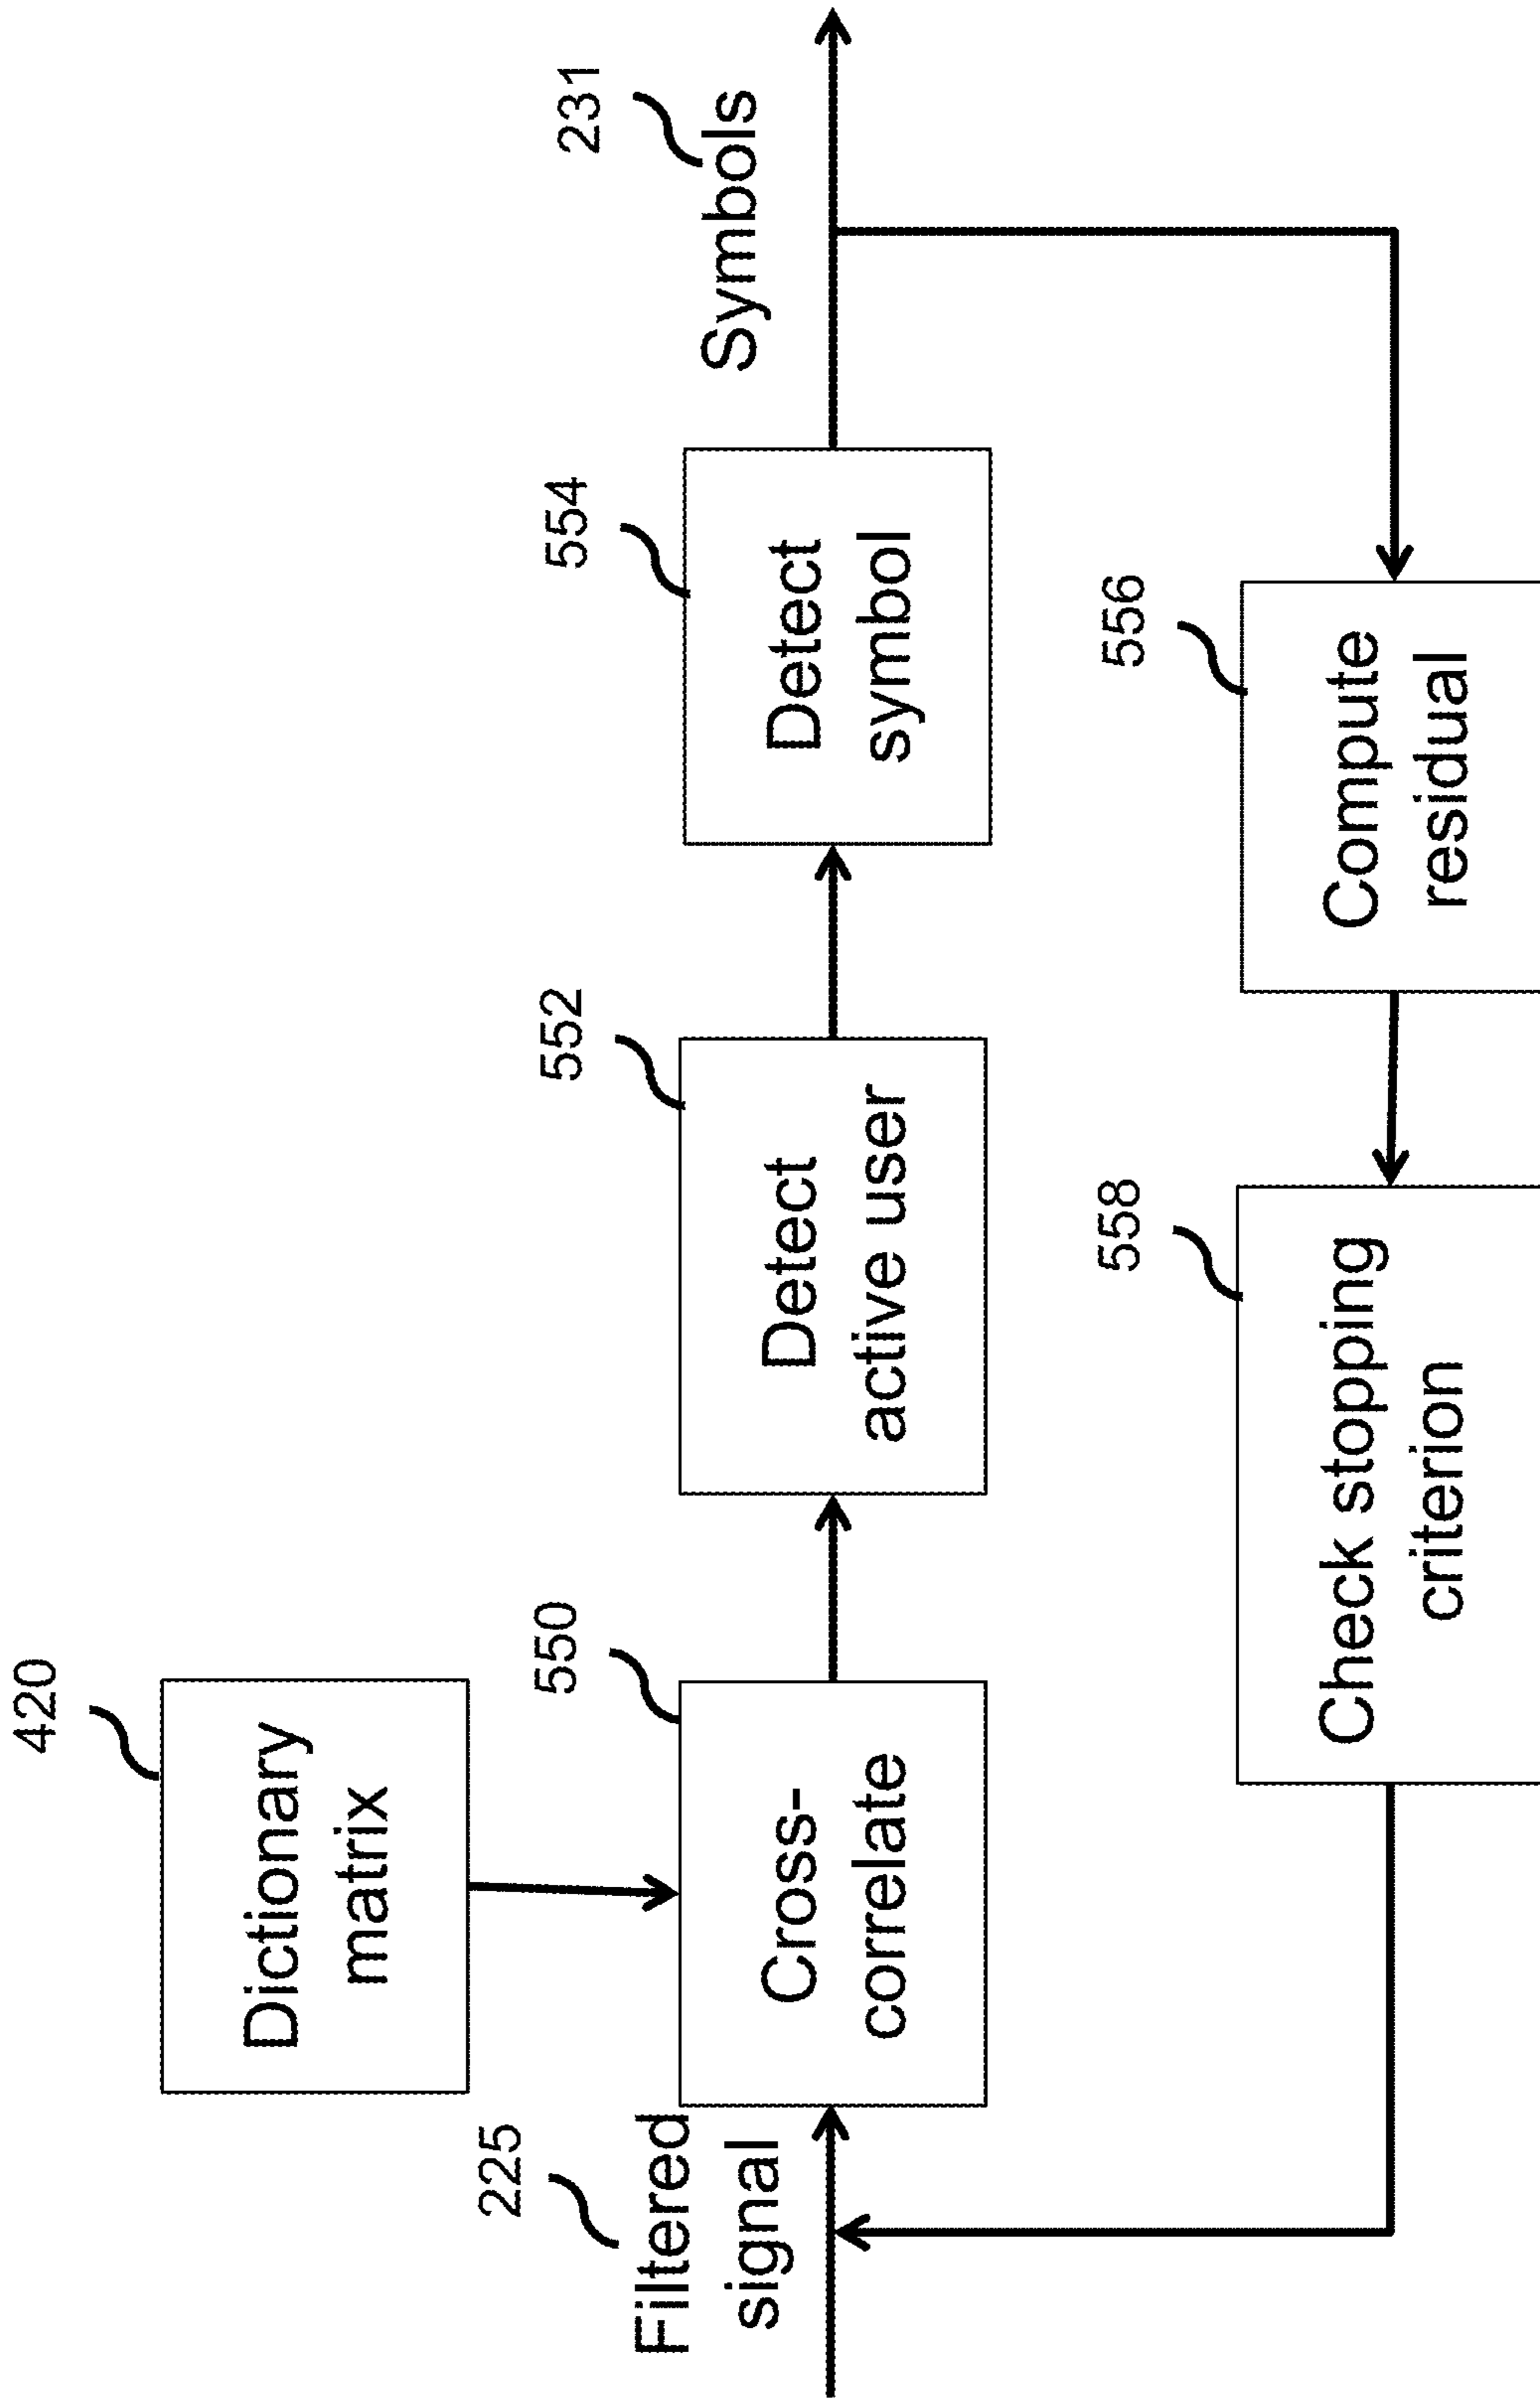 420
Dictionary
matrix
225
Filtered
signal
550
Cross-
correlate
552
Detect
active user
554
Detect
symbol
231
Symbols
558
Check stopping
criterion
556
Compute
residual